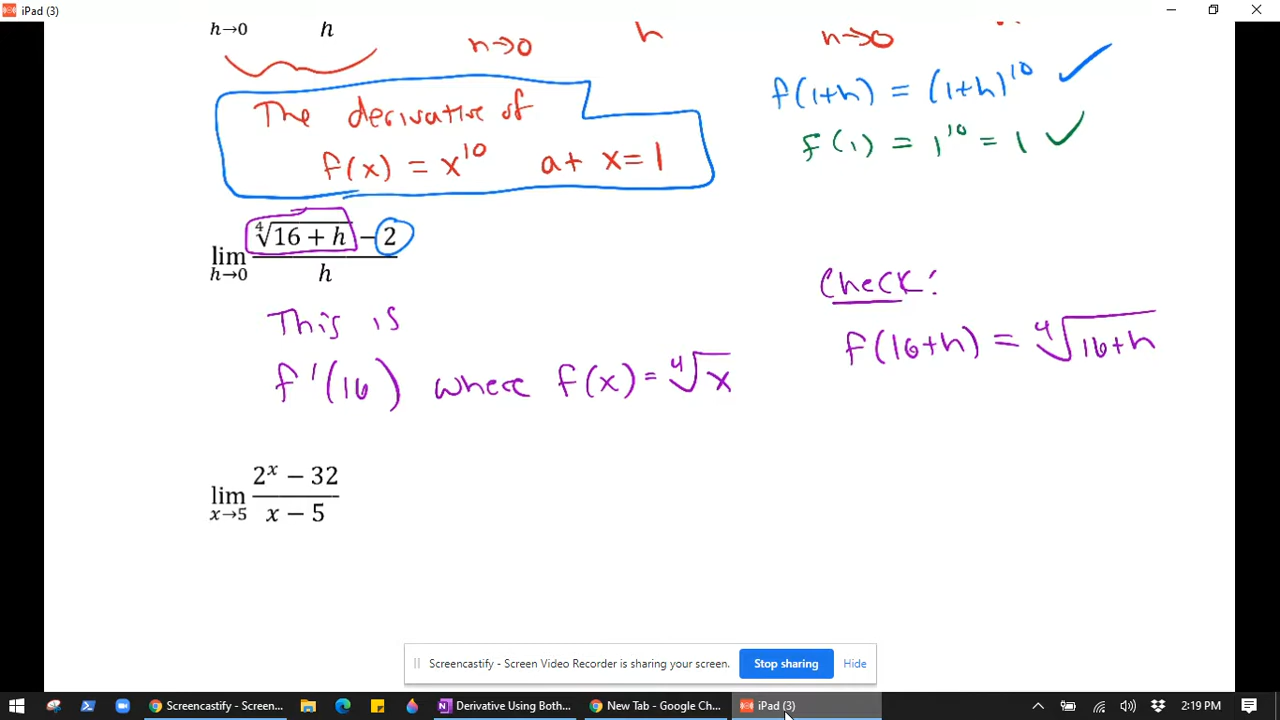 iPad (3)
h→0 h
h→0 h
h→0
f(1+h) = (1+h)^10 ✓
The derivative of
f(1) = 1^10 = 1 ✓
f(x) = x^10 at x=1
lim h→0 (∜(16 + h) − 2)/h
Check:
This is
f(16+h) = ∜(16+h)
f'(16) where f(x) = ∜x
lim x→5 (2^x − 32)/(x − 5)
Screencastify - Screen Video Recorder is sharing your screen. Stop sharing Hide
Screencastify - Screen... Derivative Using Both... New Tab - Google Ch... iPad (3) 2:19 PM